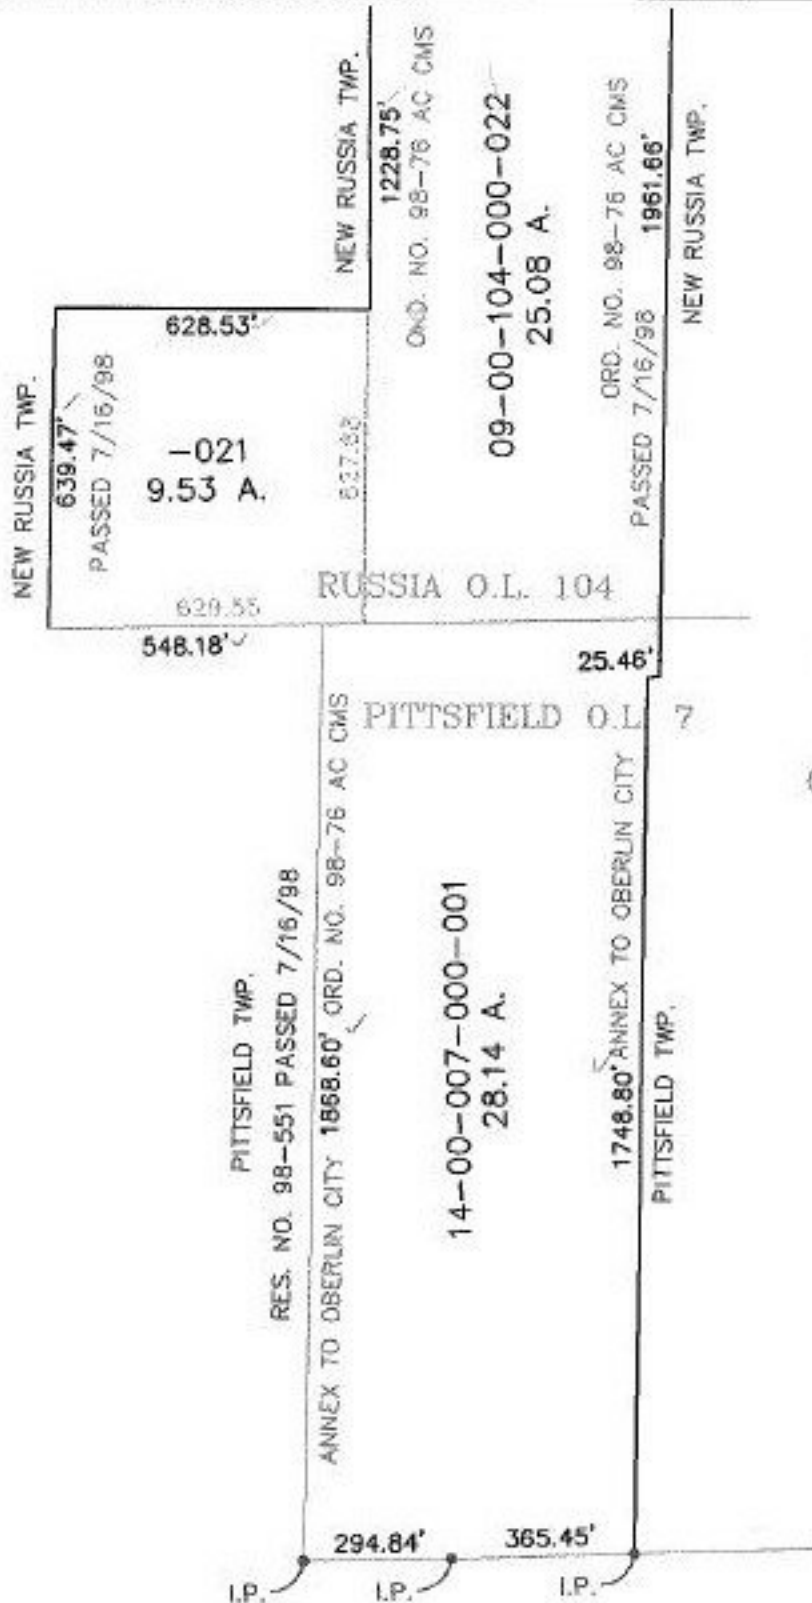 NEW RUSSIA TWP.
1228.75'
ORD. NO. 98-76 AC CMS
09-00-104-000-022
25.08 A.
ORD. NO. 98-76 AC CMS
PASSED 7/16/98
1961.66'
NEW RUSSIA TWP.
NEW RUSSIA TWP.
639.47'
PASSED 7/16/98
628.53'
-021
9.53 A.
629.55
548.18'
RUSSIA O.L. 104
25.46'
PITTSFIELD O.L. 7
PITTSFIELD TWP.
RES. NO. 98-551 PASSED 7/16/98
ANNEX TO OBERLIN CITY 1868.60' ORD. NO. 98-76 AC CMS
14-00-007-000-001
28.14 A.
1748.80' ANNEX TO OBERLIN CITY
PITTSFIELD TWP.
294.84'
365.45'
I.P.
I.P.
I.P.